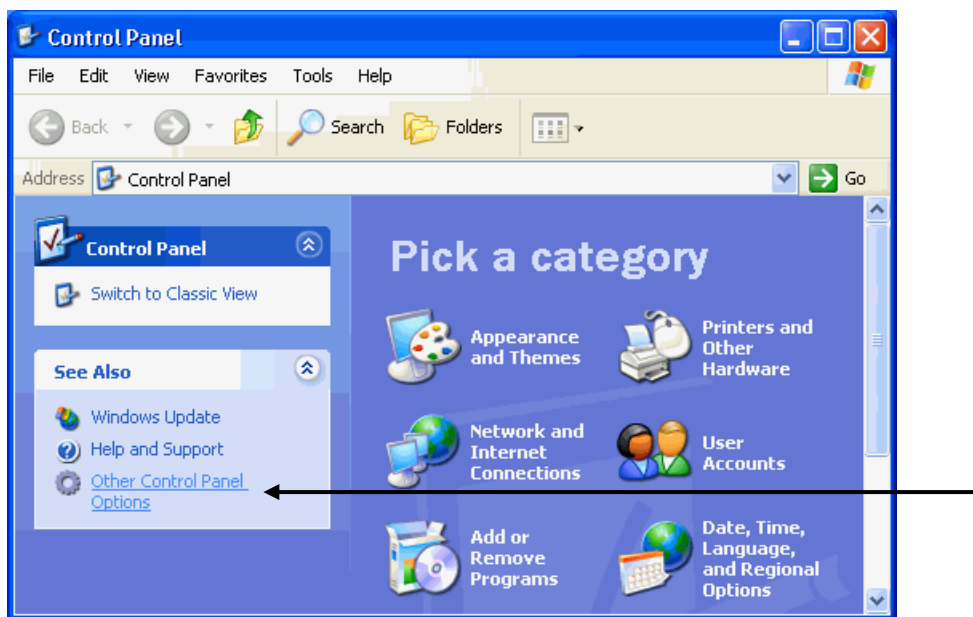 Control Panel
File Edit View Favorites Tools Help
Back Search Folders
Address Control Panel Go
Control Panel
Switch to Classic View
See Also
Windows Update
Help and Support
Other Control Panel
Options
Pick a category
Appearance
and Themes
Printers and
Other
Hardware
Network and
Internet
Connections
User
Accounts
Add or
Remove
Programs
Date, Time,
Language,
and Regional
Options